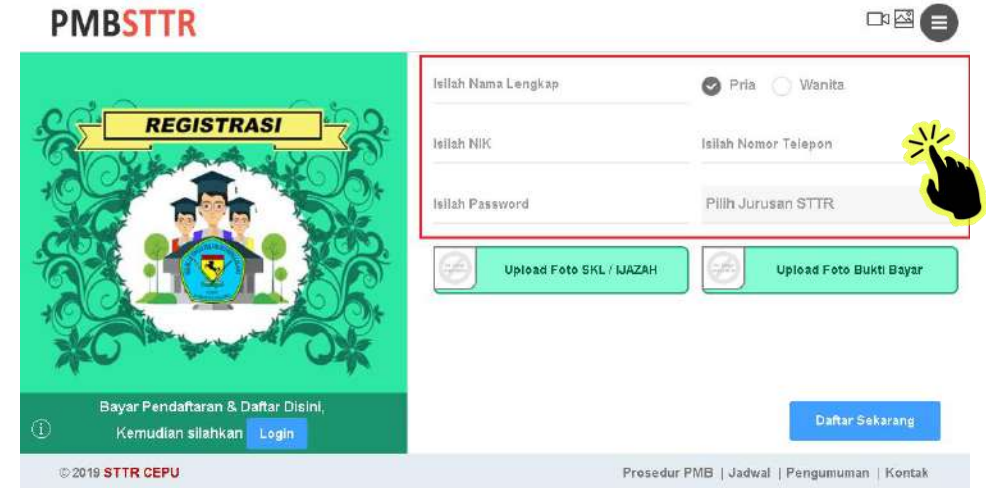 PMBSTTR
REGISTRASI
Isilah Nama Lengkap
Pria
Wanita
Isilah NIK
Isilah Nomor Telepon
Isilah Password
Pilih Jurusan STTR
Upload Foto SKL / IJAZAH
Upload Foto Bukti Bayar
Bayar Pendaftaran & Daftar Disini,
Kemudian silahkan Login
Daftar Sekarang
© 2019 STTR CEPU
Prosedur PMB | Jadwal | Pengumuman | Kontak